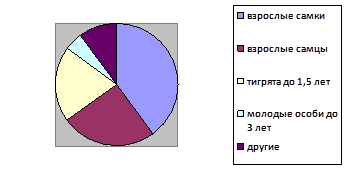 взрослые самки
взрослые самцы
тигрята до 1,5 лет
молодые особи до
3 лет
другие